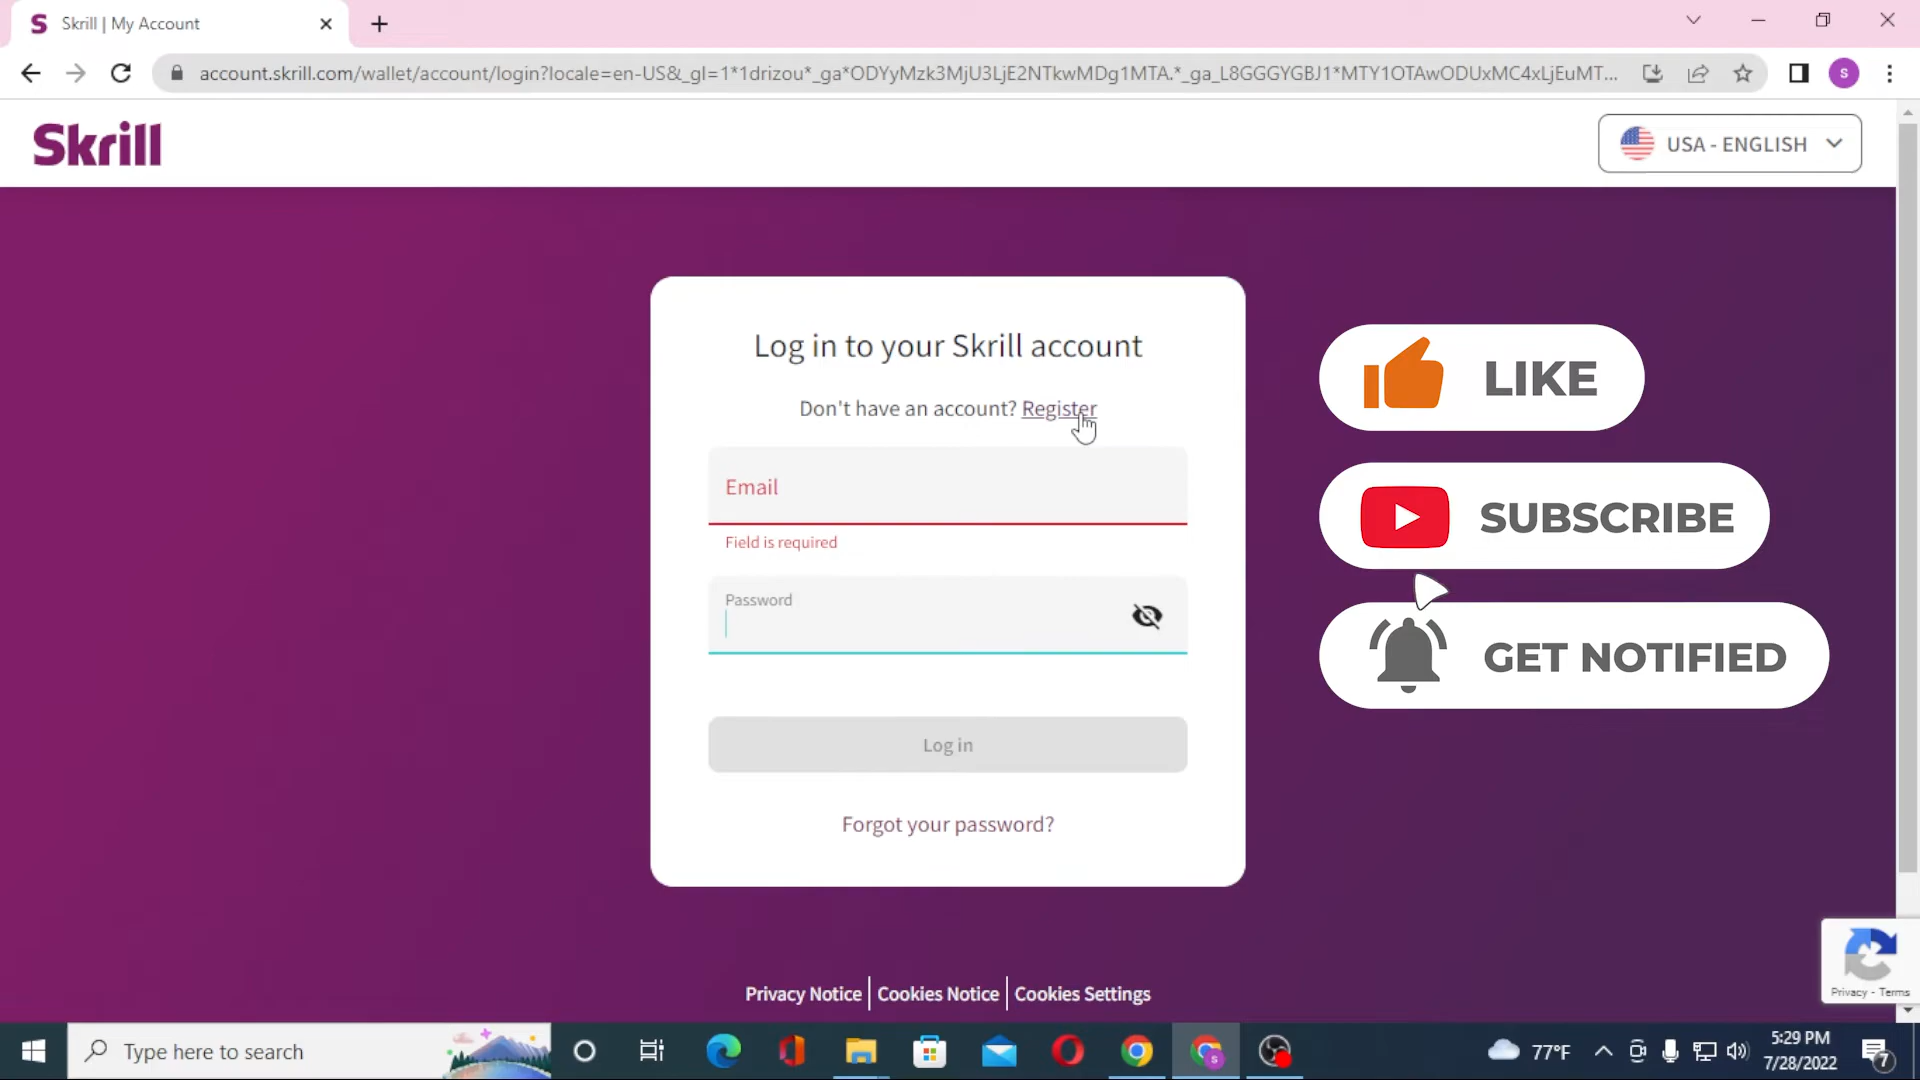 Skrill | My Account
account.skrill.com/wallet/account/login?locale=en-US&_gl=1*1drizou*_ga*ODYyMzk3MjU3LjE2NTkwMDg1MTA.*_ga_L8GGGYGBJ1*MTY1OTAwODUxMC4xLjEuMT...
S
Skrill
USA - ENGLISH
Log in to your Skrill account
Don't have an account? Register
Email
Field is required
Password
Log in
Forgot your password?
LIKE
SUBSCRIBE
GET NOTIFIED
Privacy - Terms
Privacy Notice | Cookies Notice | Cookies Settings
Type here to search
77°F
5:29 PM
7/28/2022
7